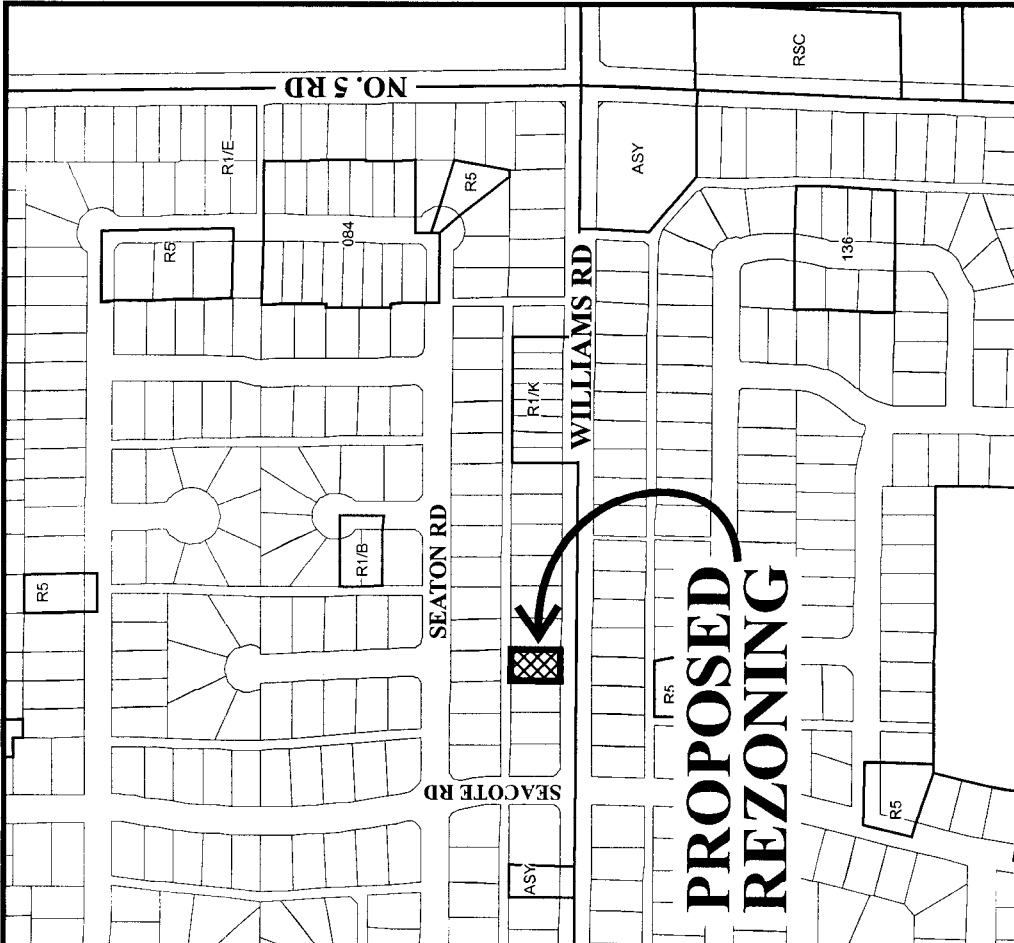 RSC
NO. 5 RD
R1/E
ASY
R5
R5
084
136
WILLIAMS RD
R1/K
SEATON RD
R1/B
R5
PROPOSED
REZONING
R5
SEACOTE RD
R5
ASY